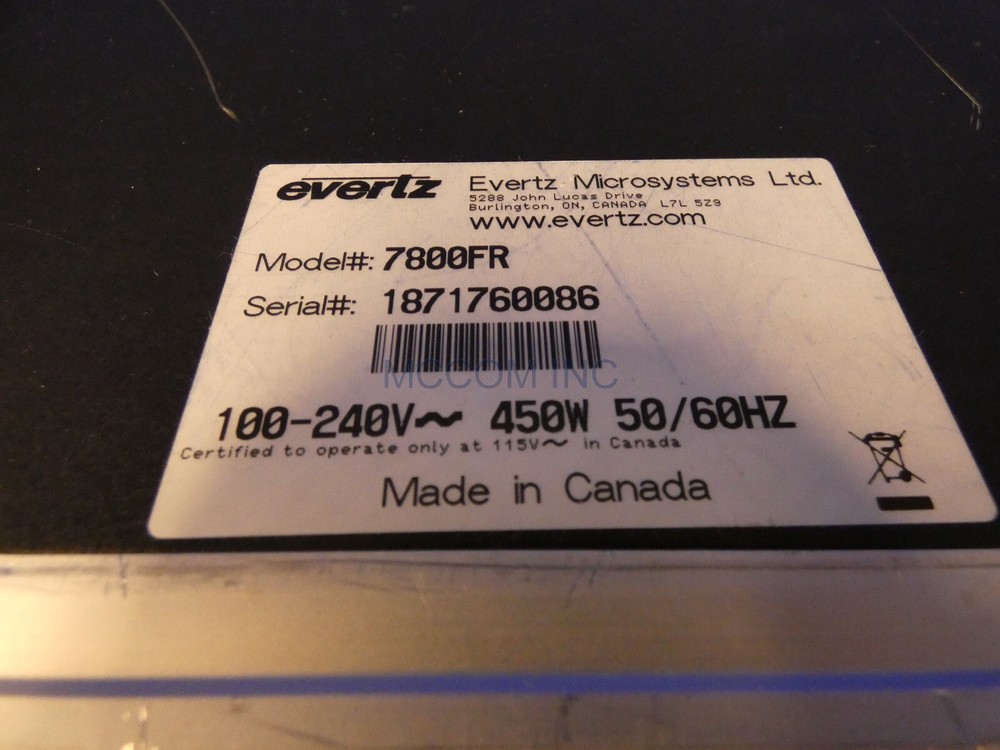 evertz
Evertz Microsystems Ltd.
5288 John Lucas Drive
Burlington, ON, CANADA L7L 5Z9
www.evertz.com
Model#: 7800FR
Serial#: 1871760086
MCCOM INC
100-240V~ 450W 50/60HZ
Certified to operate only at 115V~ in Canada
Made in Canada